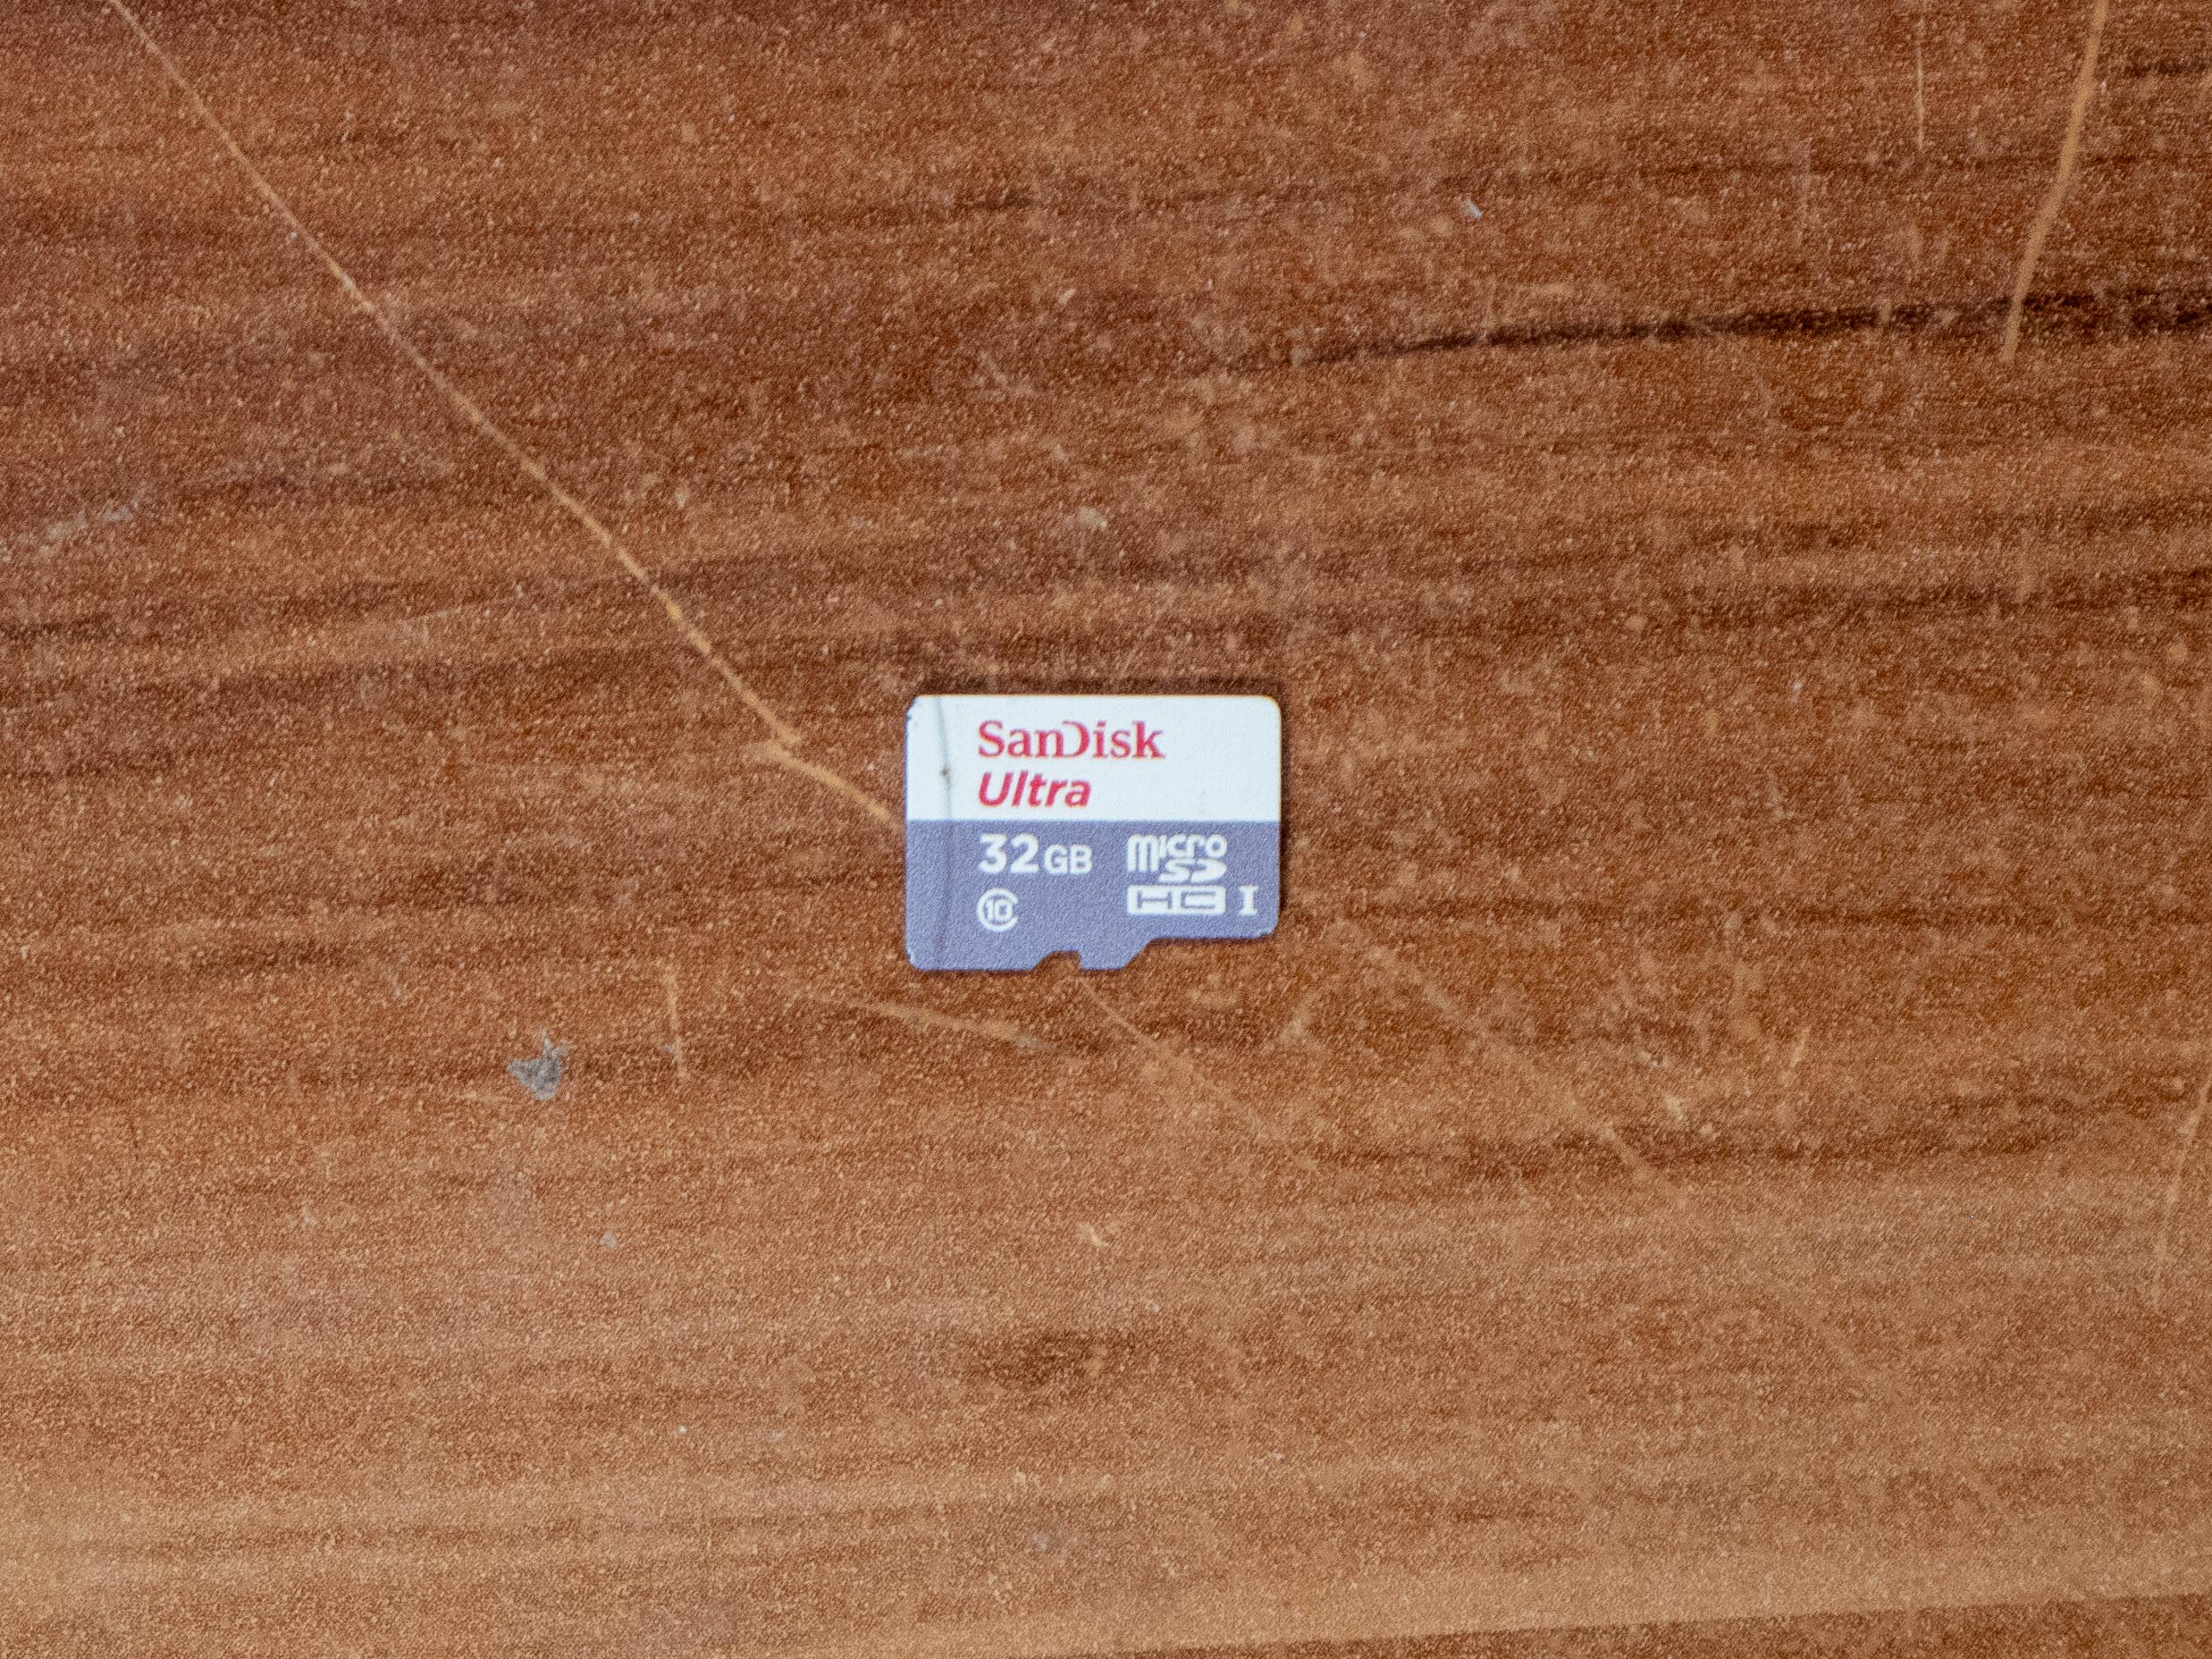 SanDisk
Ultra
32GB micro SD
10 HC I